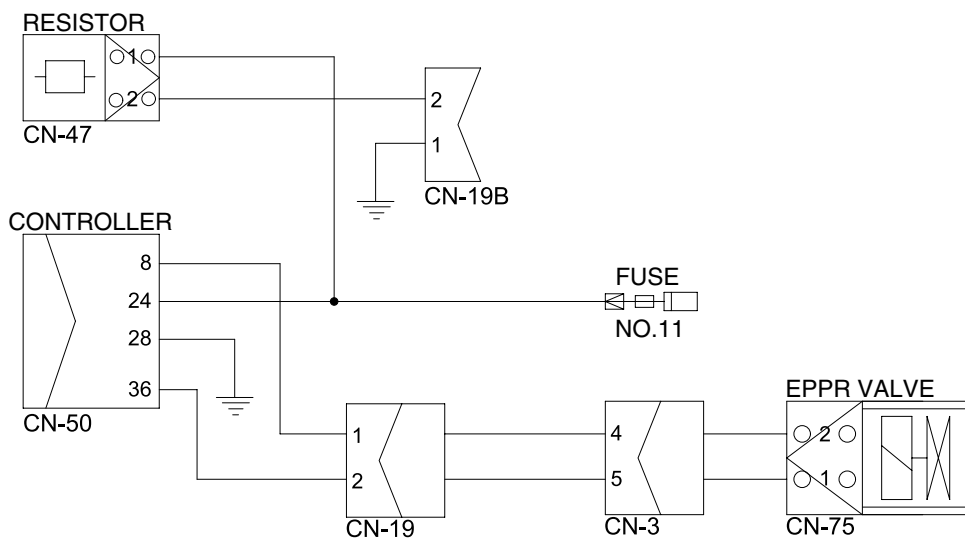 RESISTOR
1
2
CN-47
2
1
CN-19B
CONTROLLER
8
24
28
36
CN-50
FUSE
NO.11
1
2
CN-19
4
5
CN-3
EPPR VALVE
2
1
CN-75